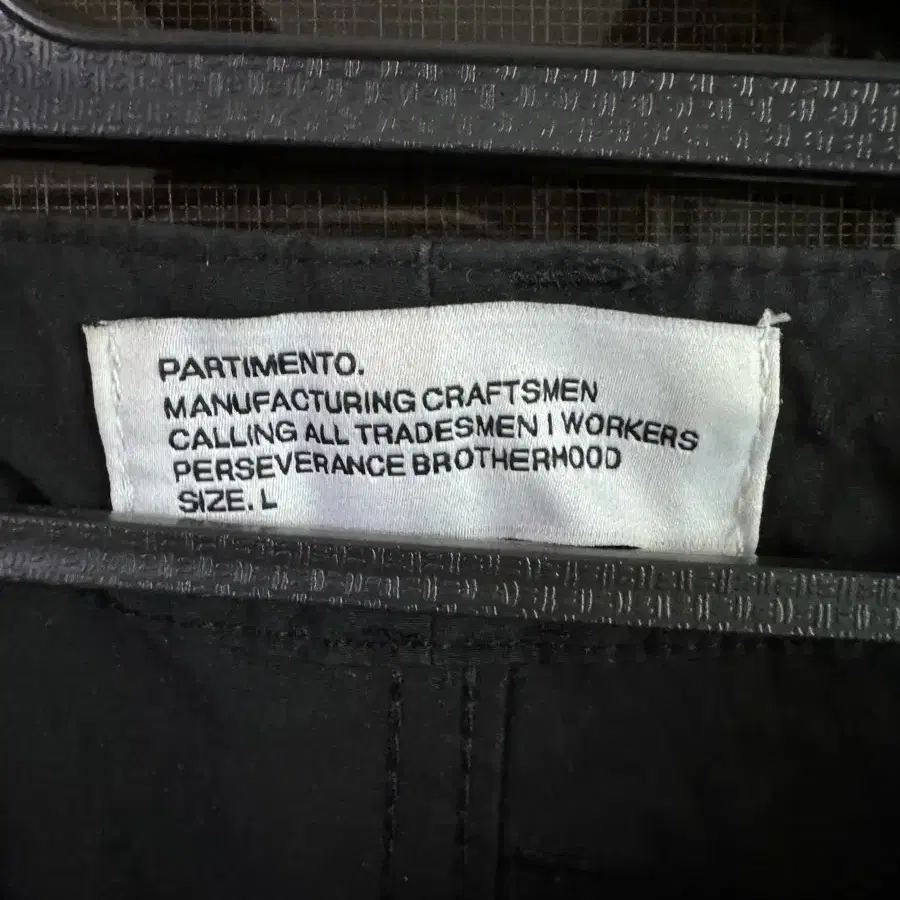 PARTIMENTO.
MANUFACTURING CRAFTSMEN
CALLING ALL TRADESMEN I WORKERS
PERSEVERANCE BROTHERHOOD
SIZE. L